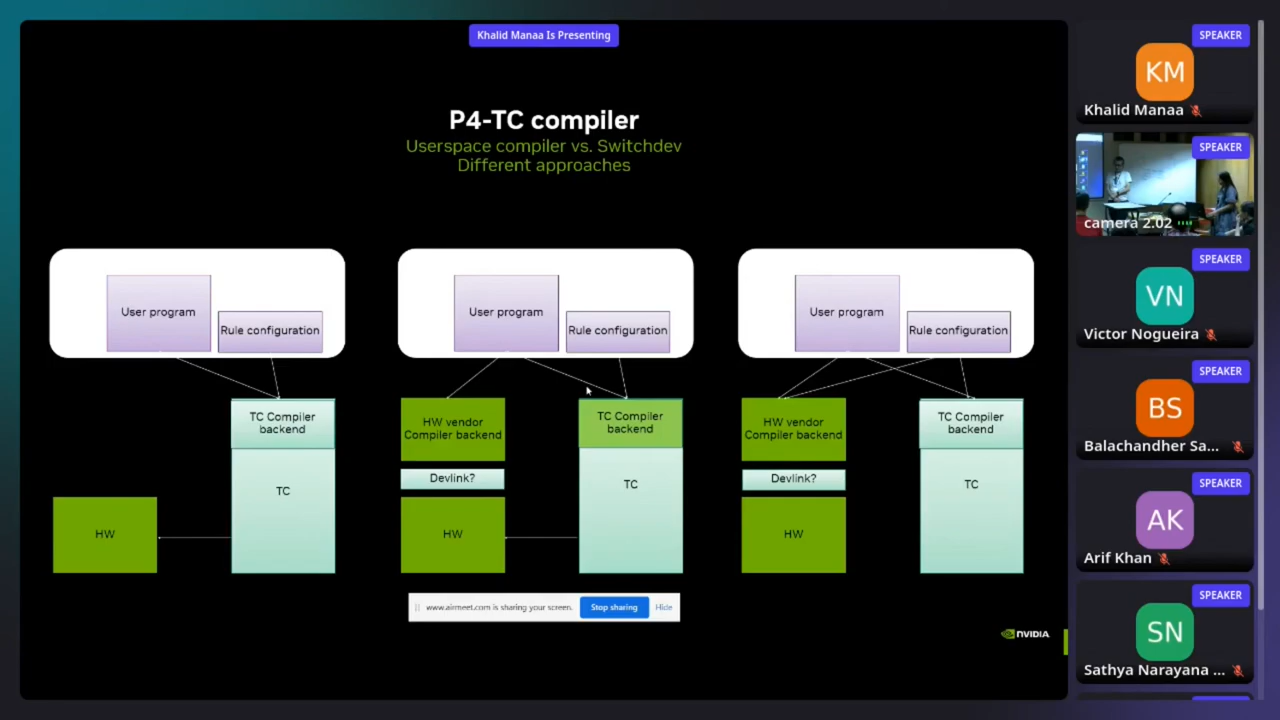 Khalid Manaa Is Presenting
P4-TC compiler
Userspace compiler vs. Switchdev
Different approaches
User program
Rule configuration
TC Compiler
backend
TC
HW
User program
Rule configuration
HW vendor
Compiler backend
Devlink?
HW
TC Compiler
backend
TC
User program
Rule configuration
HW vendor
Compiler backend
Devlink?
HW
TC Compiler
backend
TC
www.airmeet.com is sharing your screen.
Stop sharing
Hide
NVIDIA
SPEAKER
KM
Khalid Manaa
SPEAKER
camera 2.02
SPEAKER
VN
Victor Nogueira
SPEAKER
BS
Balachandher Sa...
SPEAKER
AK
Arif Khan
SPEAKER
SN
Sathya Narayana ...